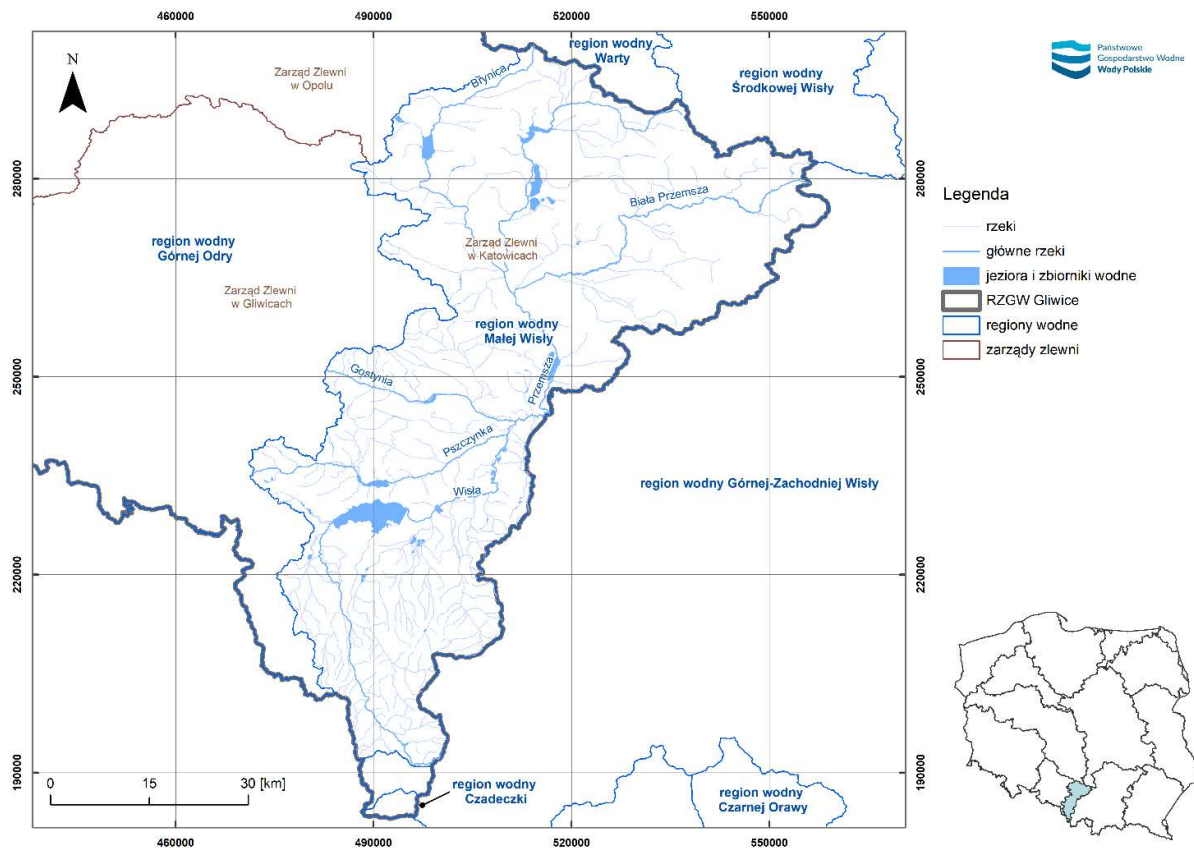 460000
490000
520000
550000
N
Zarząd Zlewni
w Opolu
Brynica
region wodny
Warty
region wodny
Środkowej Wisły
Państwowe
Gospodarstwo Wodne
Wody Polskie
280000
280000
Biała Przemsza
region wodny
Górnej Odry
Zarząd Zlewni
w Katowicach
Zarząd Zlewni
w Gliwicach
Legenda
rzeki
główne rzeki
jeziora i zbiorniki wodne
RZGW Gliwice
regiony wodne
zarządy zlewni
region wodny
Małej Wisły
250000
250000
Gostynia
Przemsza
Pszczynka
Wisła
region wodny Górnej-Zachodniej Wisły
220000
220000
190000
190000
0 15 30 [km]
region wodny
Czadeczki
region wodny
Czarnej Orawy
460000
490000
520000
550000